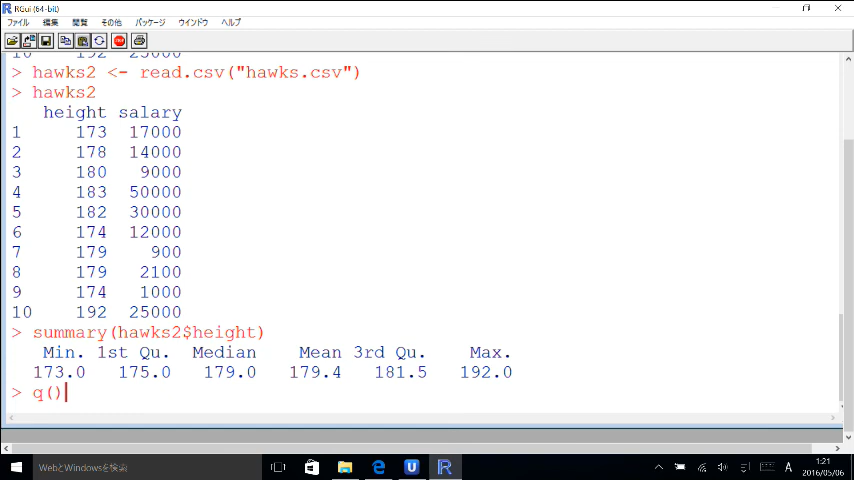 RGui (64-bit)
ファイル 編集 閲覧 その他 パッケージ ウインドウ ヘルプ
STOP
10 192 25000
> hawks2 <- read.csv("hawks.csv")
> hawks2
height salary
1 173 17000
2 178 14000
3 180 9000
4 183 50000
5 182 30000
6 174 12000
7 179 900
8 179 2100
9 174 1000
10 192 25000
> summary(hawks2$height)
Min. 1st Qu. Median Mean 3rd Qu. Max.
173.0 175.0 179.0 179.4 181.5 192.0
> q()
WebとWindowsを検索
A
1:21
2016/05/06